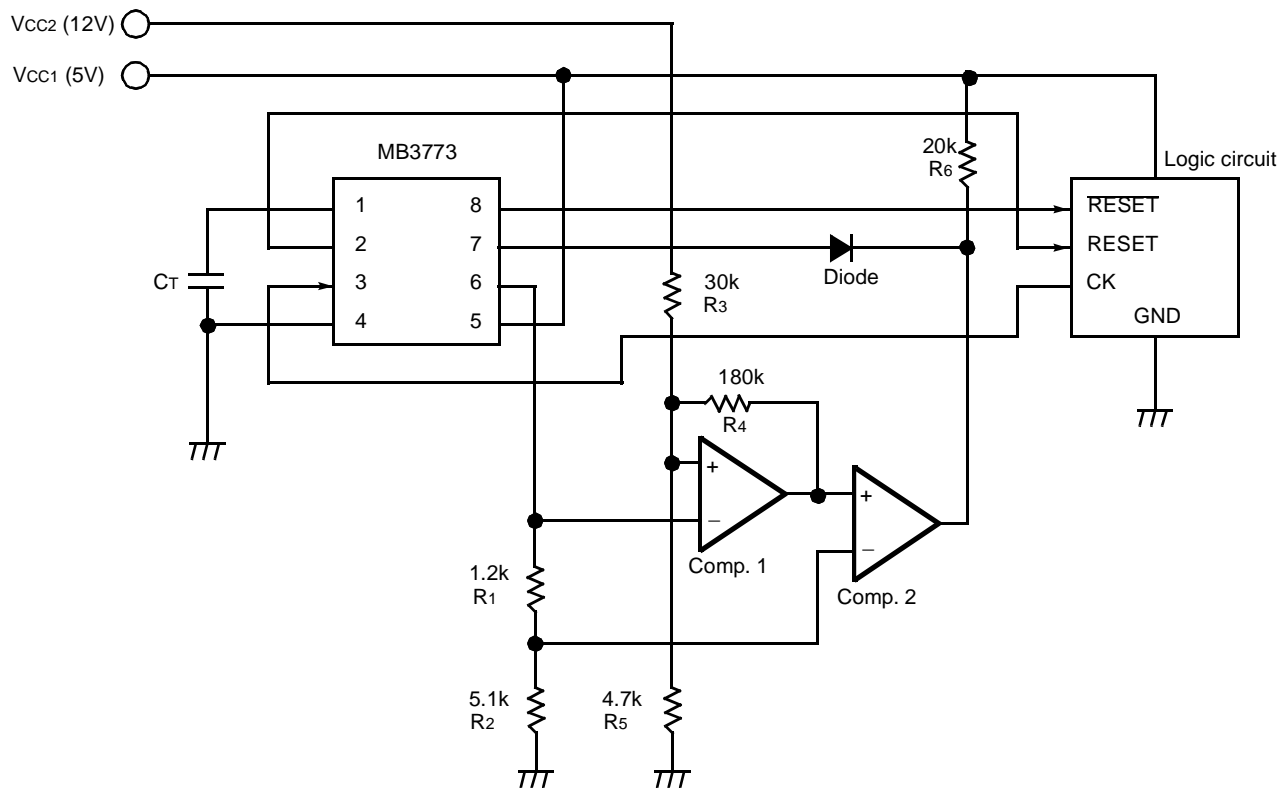 VCC2 (12V)
VCC1 (5V)
MB3773
20k
R6
Logic circuit
1 8
RESET
2 7
RESET
Diode
CT
3 6
30k
R3
CK
4 5
GND
180k
R4
+
−
Comp. 1
+
−
Comp. 2
1.2k
R1
5.1k
R2
4.7k
R5